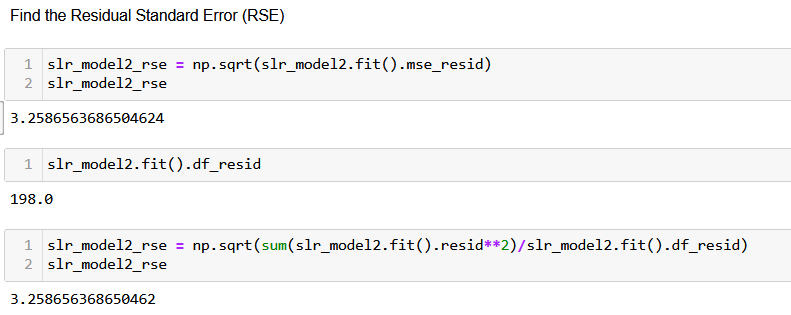 Find the Residual Standard Error (RSE)
1 slr_model2_rse = np.sqrt(slr_model2.fit().mse_resid)
2 slr_model2_rse
3.2586563686504624
1 slr_model2.fit().df_resid
198.0
1 slr_model2_rse = np.sqrt(sum(slr_model2.fit().resid**2)/slr_model2.fit().df_resid)
2 slr_model2_rse
3.258656368650462